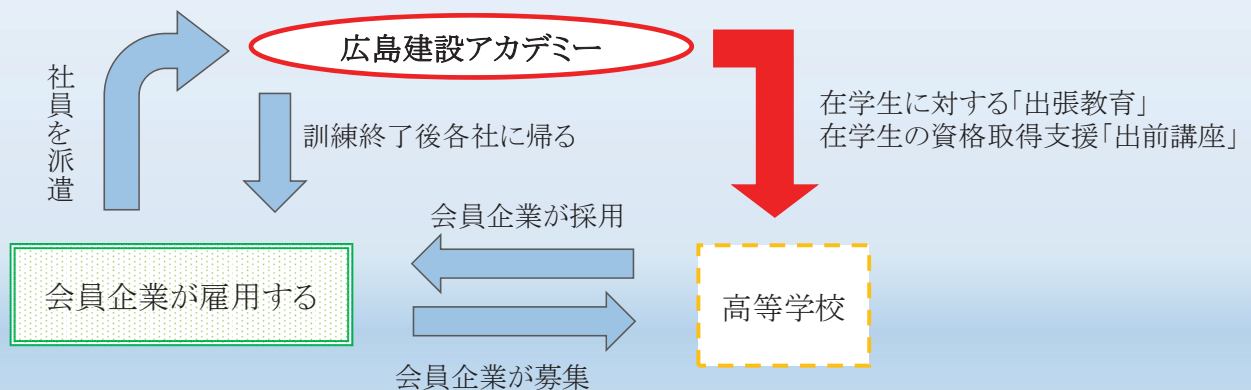 広島建設アカデミー
社員を派遣
訓練終了後各社に帰る
在学生に対する「出張教育」
在学生の資格取得支援「出前講座」
会員企業が採用
会員企業が雇用する
高等学校
会員企業が募集